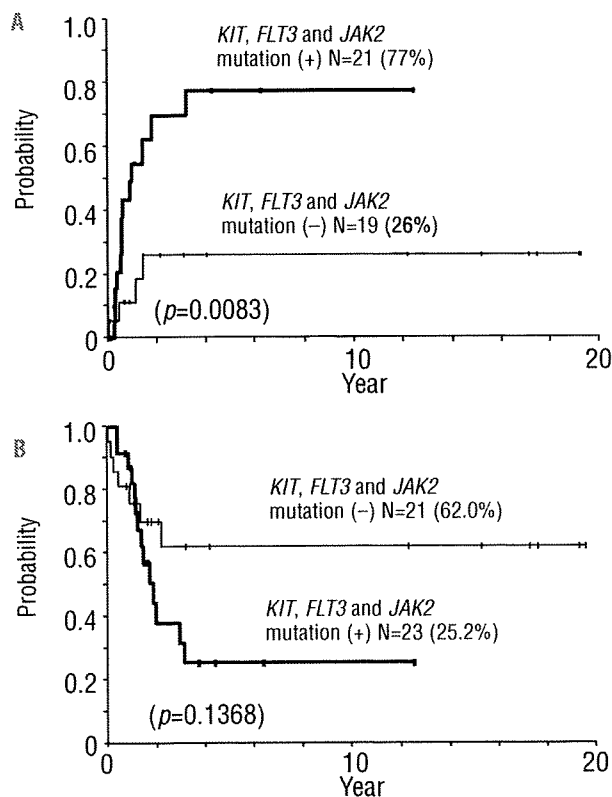 A
1.0
0.8
0.6
0.4
0.2
0
Probability
KIT, FLT3 and JAK2
mutation (+) N=21 (77%)
KIT, FLT3 and JAK2
mutation (−) N=19 (26%)
(p=0.0083)
0
10
20
Year
B
1.0
0.8
0.6
0.4
0.2
0
Probability
KIT, FLT3 and JAK2
mutation (−) N=21 (62.0%)
KIT, FLT3 and JAK2
mutation (+) N=23 (25.2%)
(p=0.1368)
0
10
20
Year